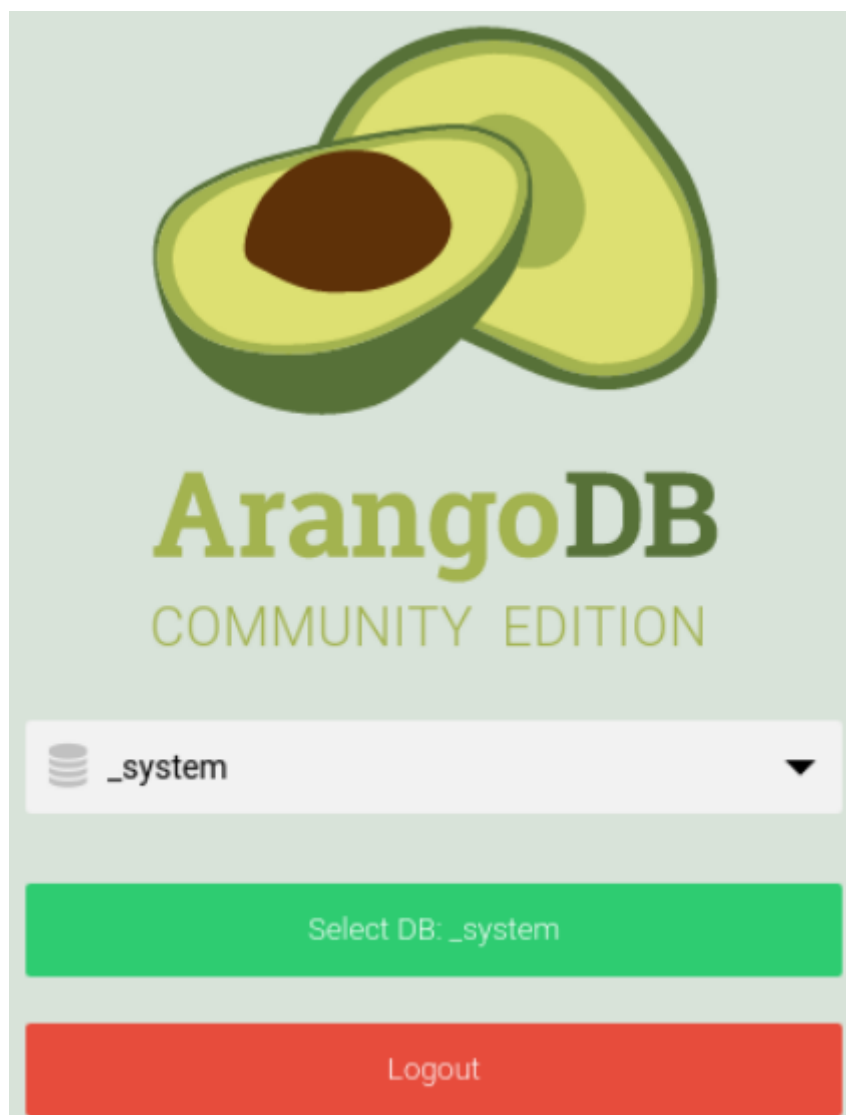 ArangoDB
COMMUNITY EDITION
_system
Select DB: _system
Logout